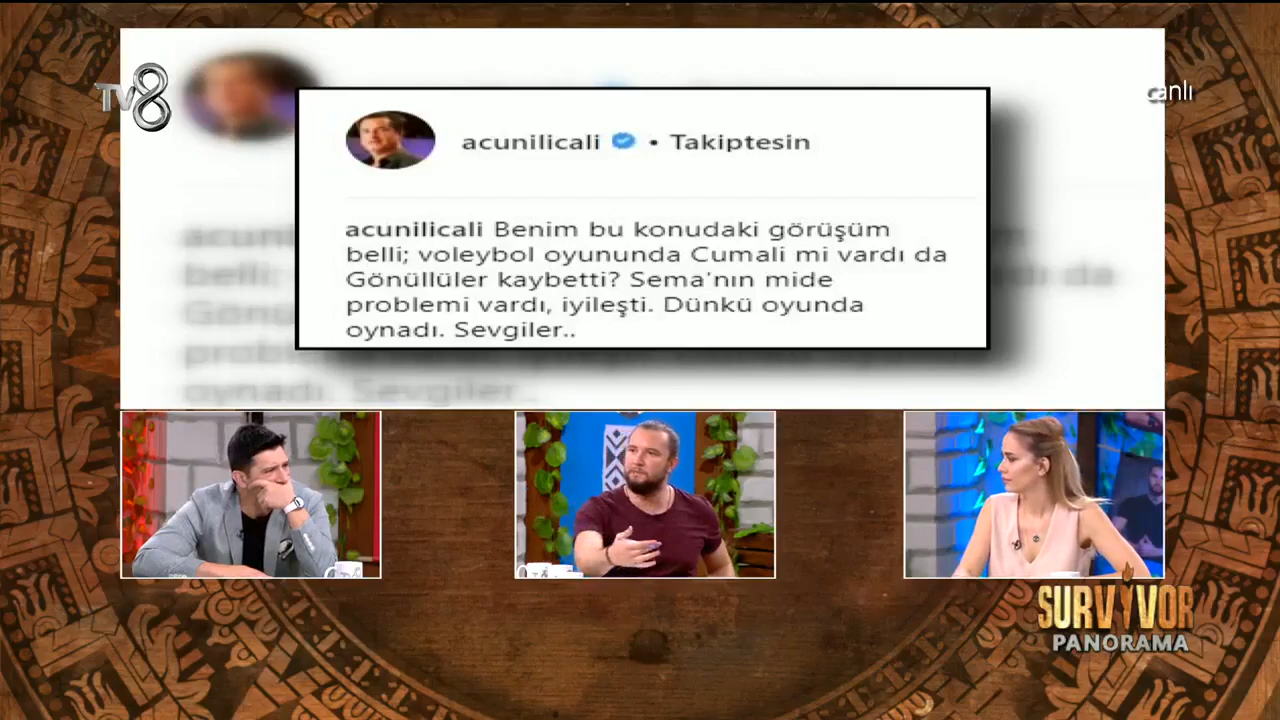 TV8
canlı
acunilicali • Takiptesin
acunilicali Benim bu konudaki görüşüm
belli; voleybol oyununda Cumali mi vardı da
Gönüllüler kaybetti? Sema'nın mide
problemi vardı, iyileşti. Dünkü oyunda
oynadı. Sevgiler..
SURVIVOR
PANORAMA